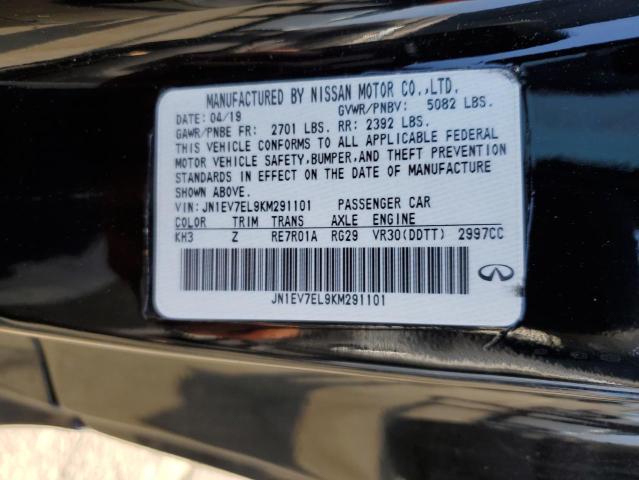 MANUFACTURED BY NISSAN MOTOR CO.,LTD.
DATE: 04/19 GVWR/PNBV: 5082 LBS.
GAWR/PNBE FR: 2701 LBS. RR: 2392 LBS.
THIS VEHICLE CONFORMS TO ALL APPLICABLE FEDERAL
MOTOR VEHICLE SAFETY, BUMPER, AND THEFT PREVENTION
STANDARDS IN EFFECT ON THE DATE OF MANUFACTURE
SHOWN ABOVE.
VIN: JN1EV7EL9KM291101 PASSENGER CAR
COLOR TRIM TRANS AXLE ENGINE
KH3 Z RE7R01A RG29 VR30(DDTT) 2997CC
JN1EV7EL9KM291101